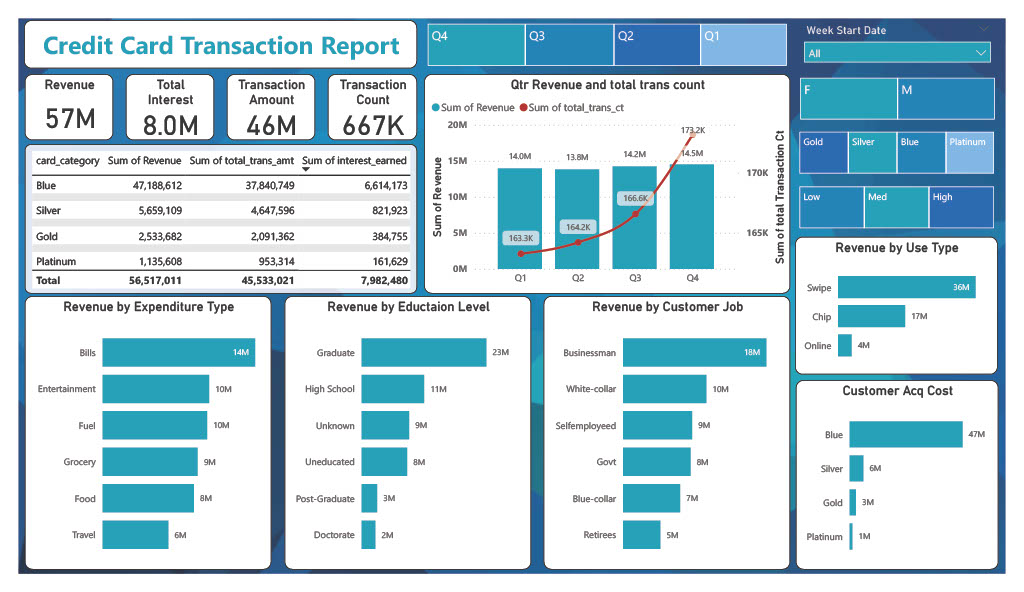 Credit Card Transaction Report
Q4
Q3
Q2
Q1
Week Start Date
All
Revenue
57M
Total
Interest
8.0M
Transaction
Amount
46M
Transaction
Count
667K
F
M
Gold
Silver
Blue
Platinum
Low
Med
High
card_category Sum of Revenue Sum of total_trans_amt Sum of interest_earned
Blue 47,188,612 37,840,749 6,614,173
Silver 5,659,109 4,647,596 821,923
Gold 2,533,682 2,091,362 384,755
Platinum 1,135,608 953,314 161,629
Total 56,517,011 45,533,021 7,982,480
Qtr Revenue and total trans count
Sum of Revenue Sum of total_trans_ct
Sum of Revenue
20M
15M
10M
5M
0M
14.0M
13.8M
14.2M
14.5M
163.3K
164.2K
166.6K
173.2K
170K
165K
Sum of total Transaction Ct
Q1
Q2
Q3
Q4
Revenue by Use Type
Swipe 36M
Chip 17M
Online 4M
Revenue by Expenditure Type
Bills 14M
Entertainment 10M
Fuel 10M
Grocery 9M
Food 8M
Travel 6M
Revenue by Eductaion Level
Graduate 23M
High School 11M
Unknown 9M
Uneducated 8M
Post-Graduate 3M
Doctorate 2M
Revenue by Customer Job
Businessman 18M
White-collar 10M
Selfemployeed 9M
Govt 8M
Blue-collar 7M
Retirees 5M
Customer Acq Cost
Blue 47M
Silver 6M
Gold 3M
Platinum 1M